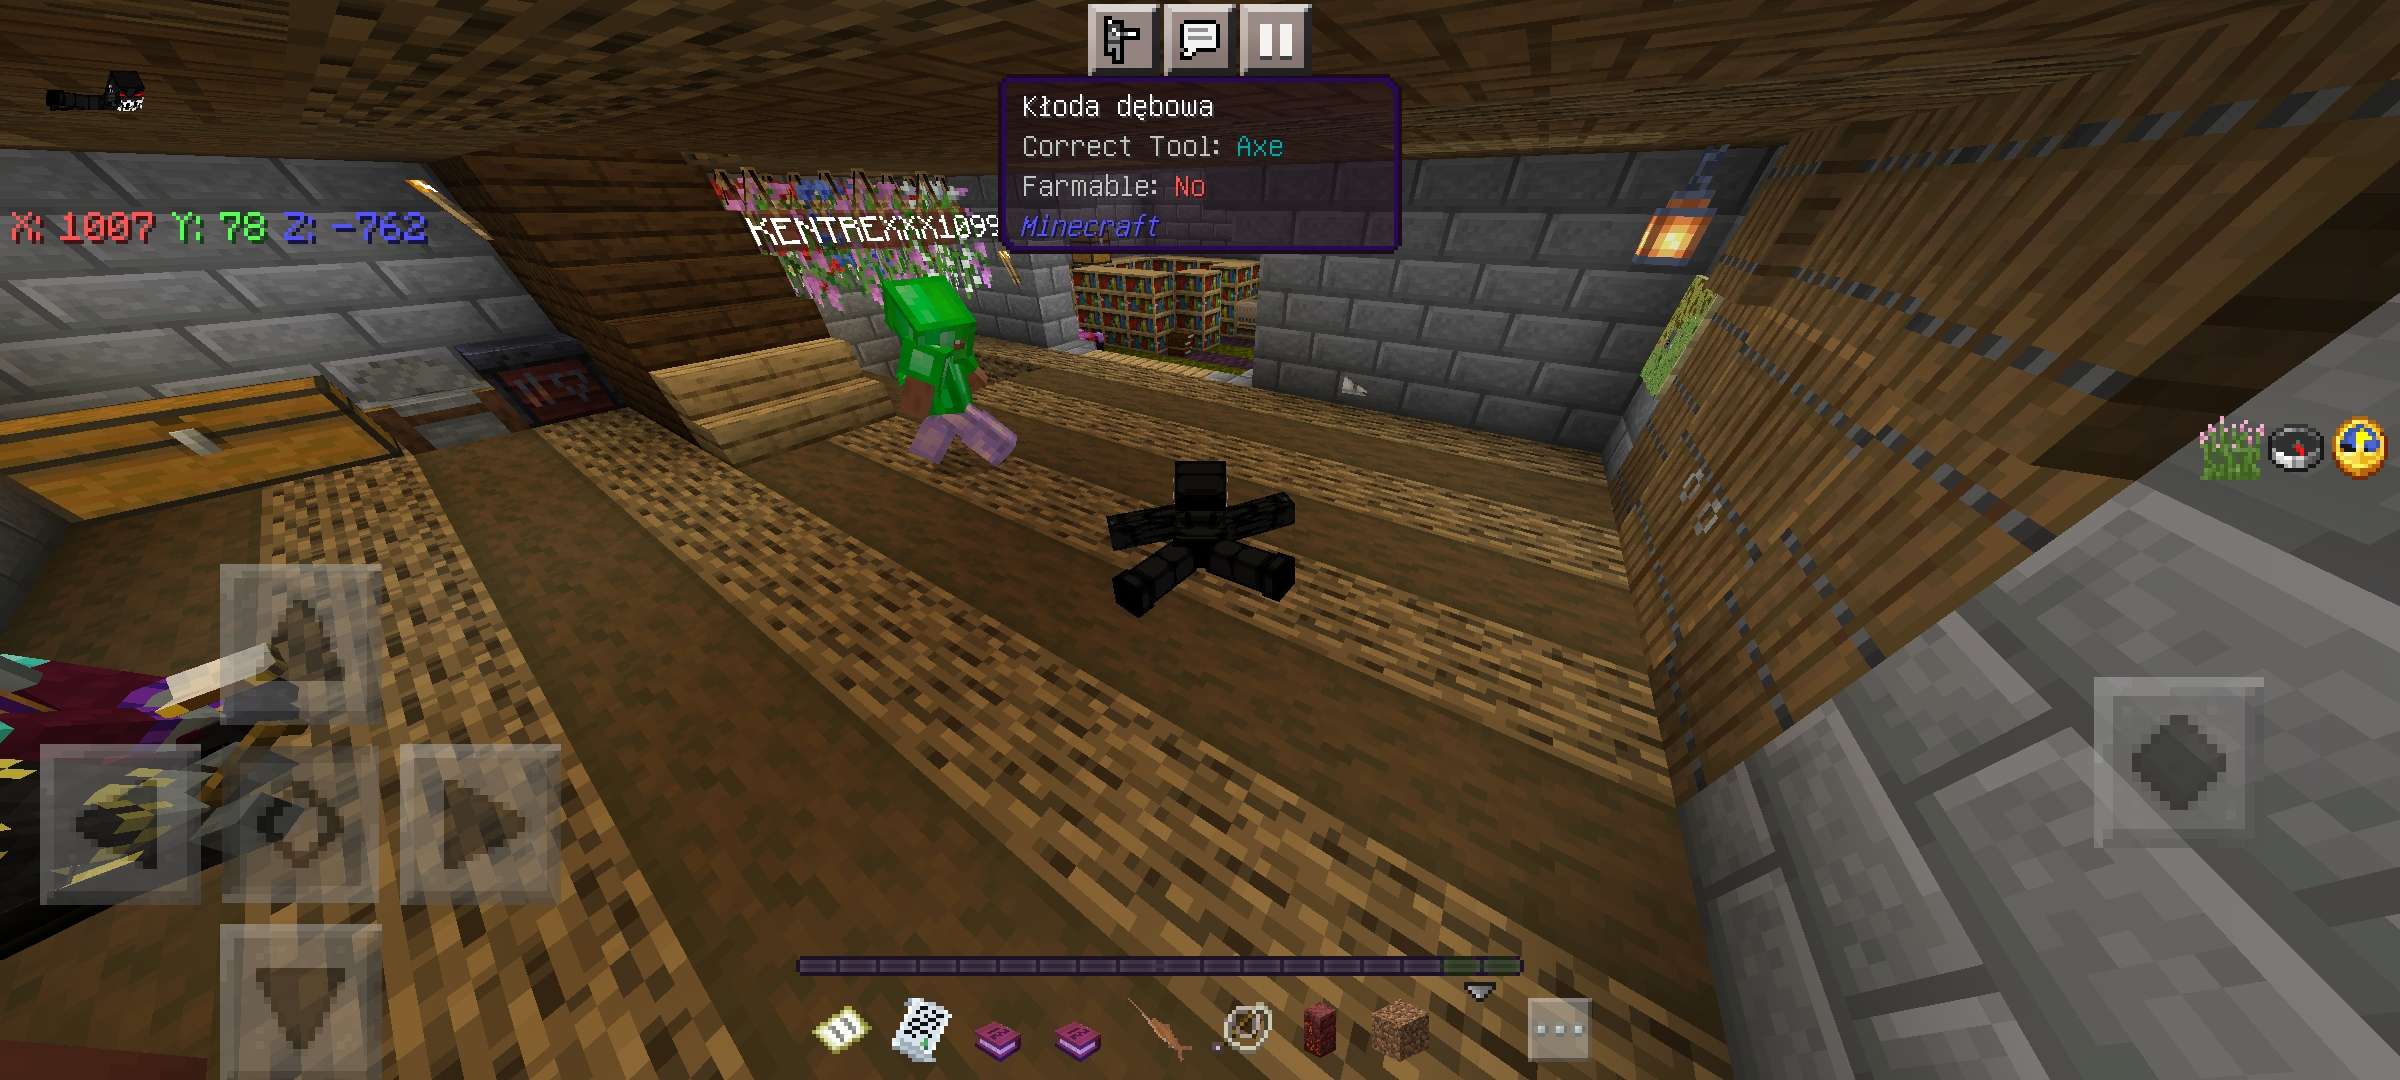 Kłoda dębowa
Correct Tool: Axe
Farmable: No
Minecraft
X: 1007 Y: 78 Z: -762
KENTREXXX1099